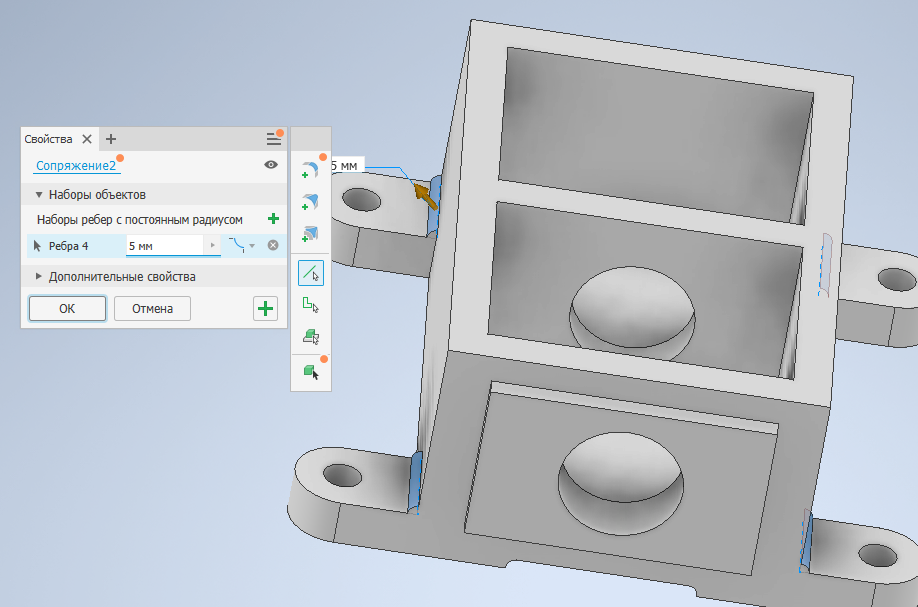 Свойства
Сопряжение2
Наборы объектов
Наборы ребер с постоянным радиусом
Ребра 4 5 мм
Дополнительные свойства
ОК Отмена
5 мм